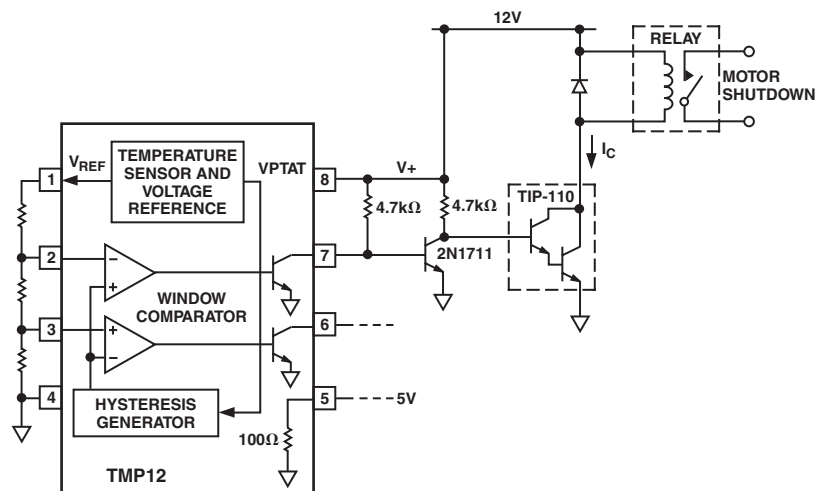 12V
RELAY
MOTOR
SHUTDOWN
IC
TIP-110
1
VREF
TEMPERATURE
SENSOR AND
VOLTAGE
REFERENCE
VPTAT
8
V+
4.7kΩ
4.7kΩ
2
7
2N1711
–
+
WINDOW
COMPARATOR
3
6
+
–
4
HYSTERESIS
GENERATOR
5
5V
100Ω
TMP12